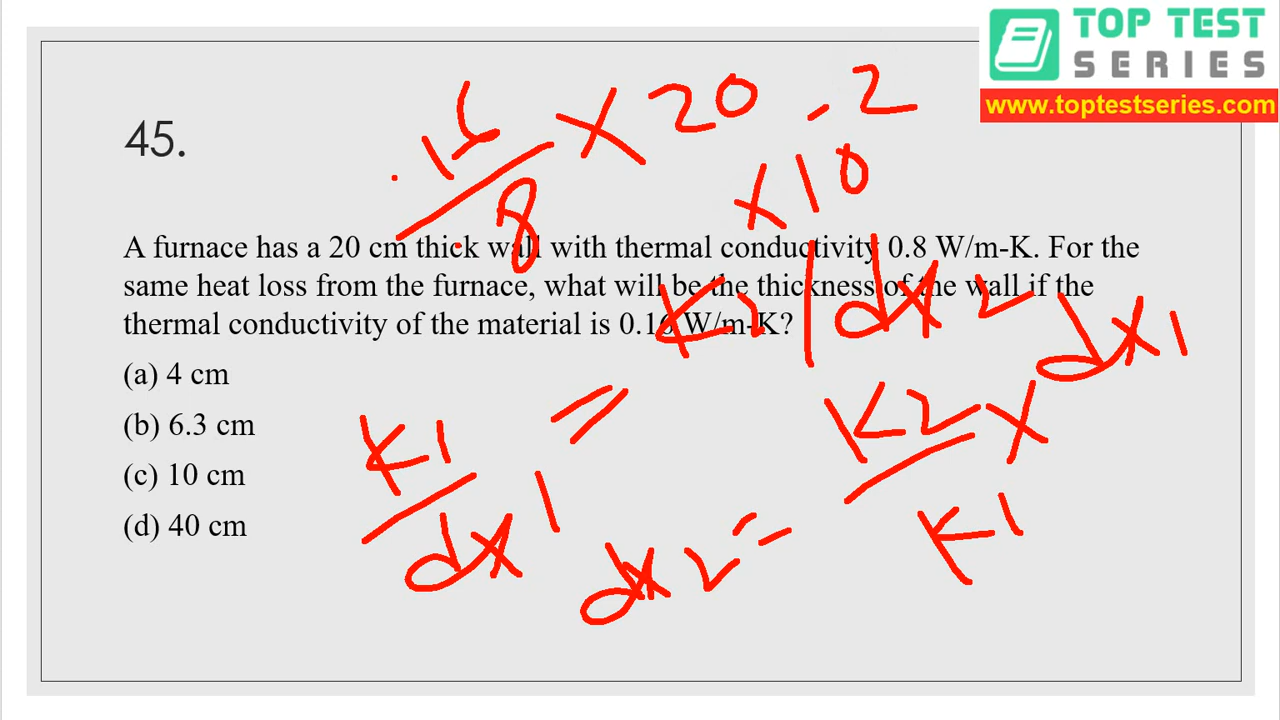 TOP TEST
SERIES
www.toptestseries.com
45.
.16/8 × 20 .2
× 10
A furnace has a 20 cm thick wall with thermal conductivity 0.8 W/m-K. For the
same heat loss from the furnace, what will be the thickness of the wall if the
thermal conductivity of the material is 0.16 W/m-K?
(a) 4 cm
(b) 6.3 cm
(c) 10 cm
(d) 40 cm
K1/dx1 = K2/dx2
dx2 = K2/K1 × dx1